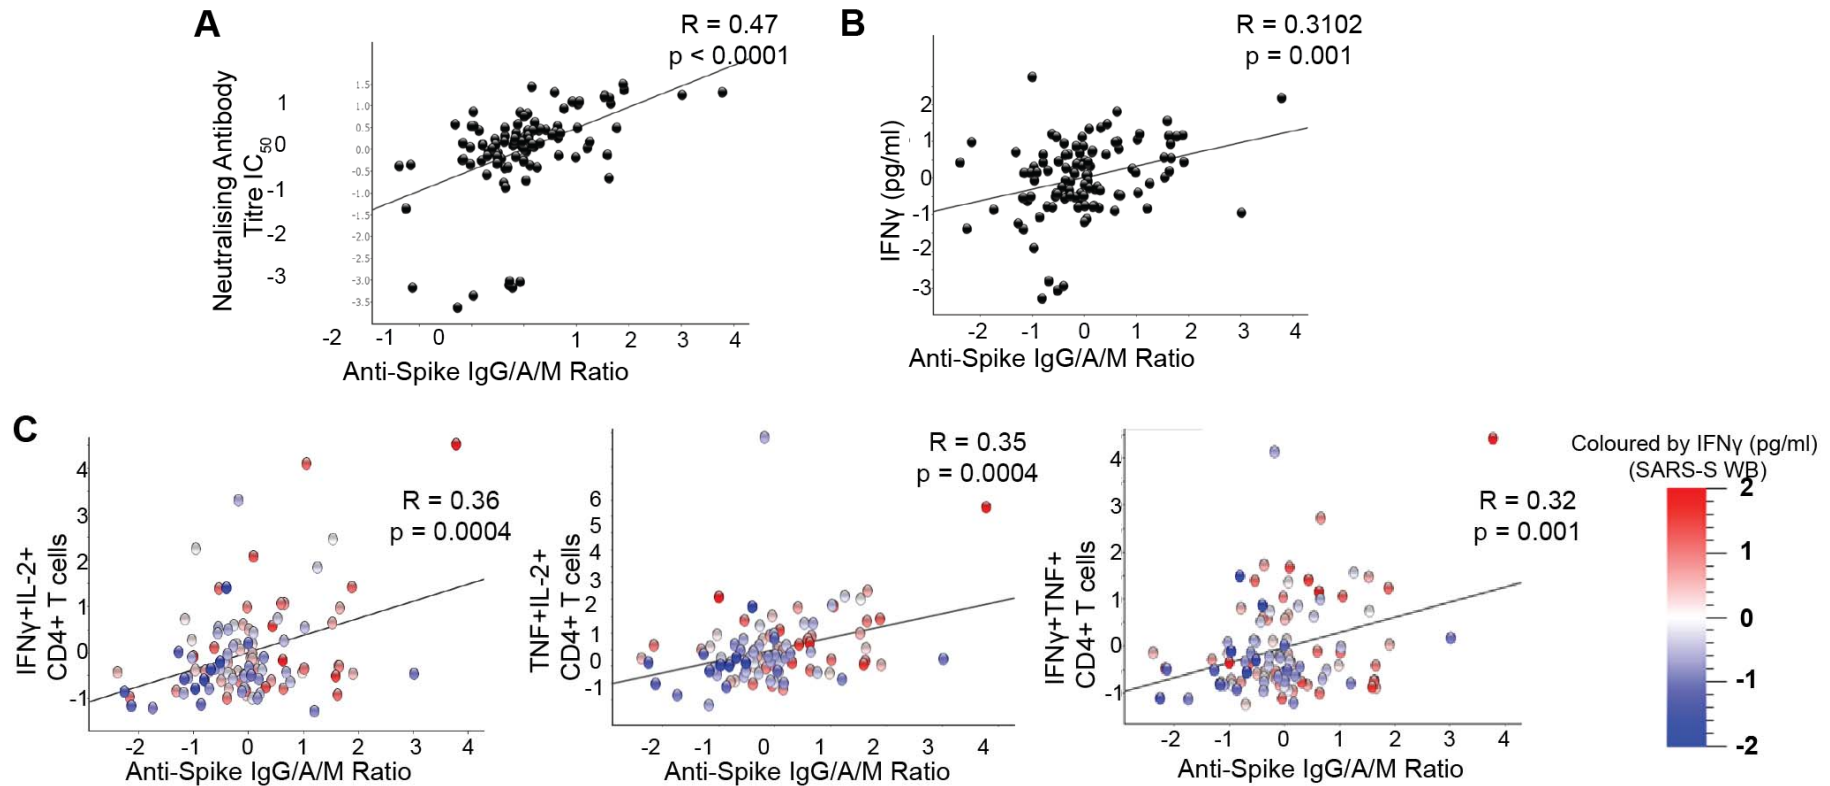 A
R = 0.47
p < 0.0001
Neutralising Antibody
Titre IC50
1
0
-1
-2
-3
1.5
1.0
0.5
0.0
-0.5
-1.0
-1.5
-2.0
-2.5
-3.0
-3.5
-2 -1 0 1 2 3 4
Anti-Spike IgG/A/M Ratio
B
R = 0.3102
p = 0.001
IFNγ (pg/ml)
2
1
0
-1
-2
-3
-2 -1 0 1 2 3 4
Anti-Spike IgG/A/M Ratio
C
R = 0.36
p = 0.0004
IFNγ+IL-2+
CD4+ T cells
4
3
2
1
0
-1
-2 -1 0 1 2 3 4
Anti-Spike IgG/A/M Ratio
R = 0.35
p = 0.0004
TNF+IL-2+
CD4+ T cells
6
5
4
3
2
1
0
-1
-2 -1 0 1 2 3 4
Anti-Spike IgG/A/M Ratio
R = 0.32
p = 0.001
IFNγ+TNF+
CD4+ T cells
4
3
2
1
0
-1
-2 -1 0 1 2 3 4
Anti-Spike IgG/A/M Ratio
Coloured by IFNγ (pg/ml)
(SARS-S WB)
2
1
0
-1
-2